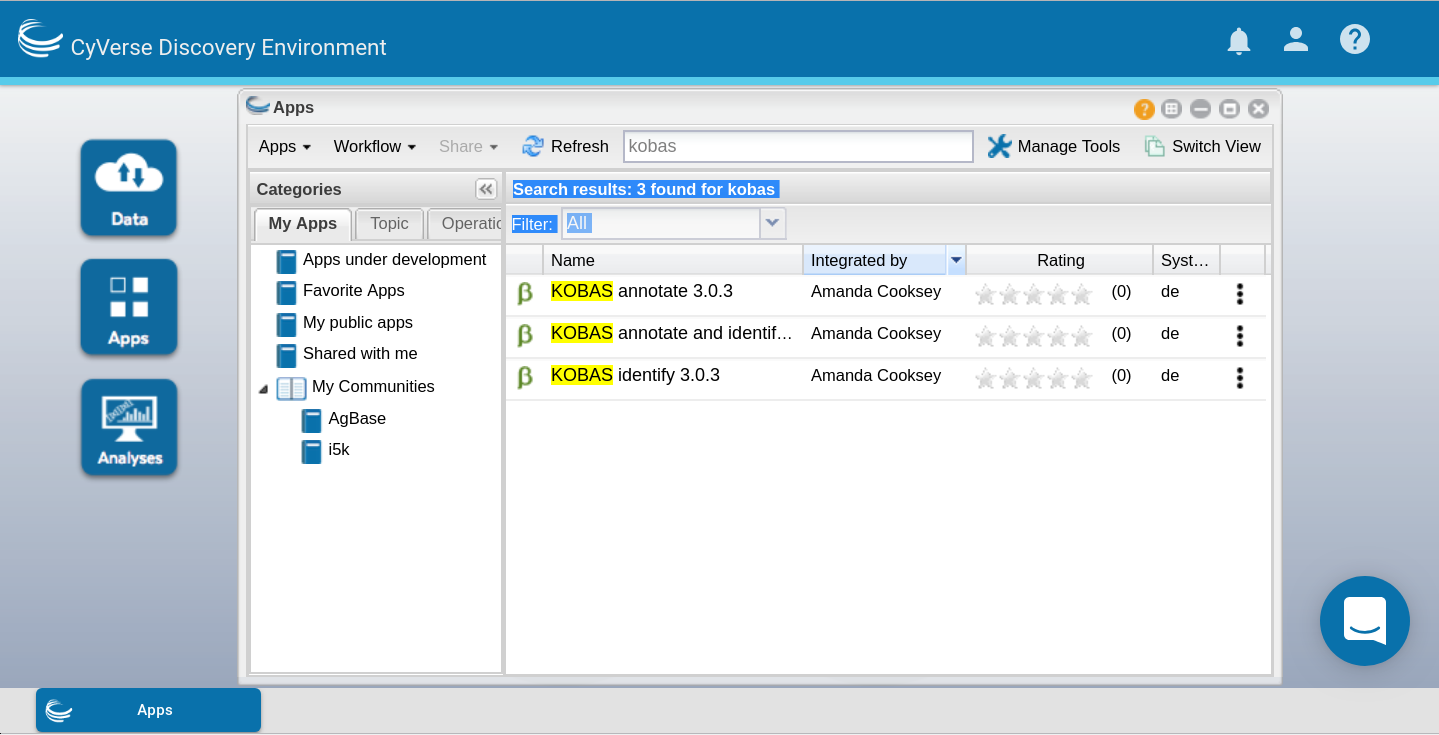 CyVerse Discovery Environment
Apps
Apps Workflow Share Refresh kobas Manage Tools Switch View
Categories
Search results: 3 found for kobas
My Apps Topic Operatio
Filter: All
Name Integrated by Rating Syst...
Apps under development
Favorite Apps
My public apps
Shared with me
My Communities
AgBase
i5k
β KOBAS annotate 3.0.3 Amanda Cooksey (0) de
β KOBAS annotate and identif... Amanda Cooksey (0) de
β KOBAS identify 3.0.3 Amanda Cooksey (0) de
Data
Apps
Analyses
Apps